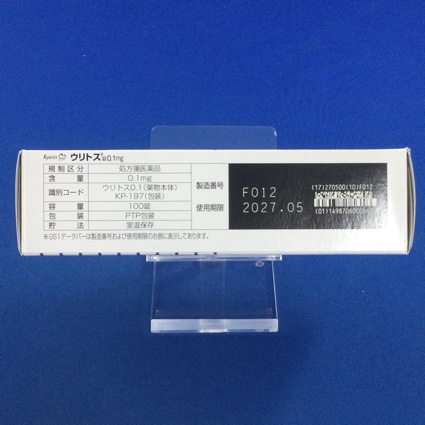 Kyorin ウリトス®錠0.1mg
規制区分 処方箋医薬品
含量 0.1mg
識別コード ウリトス0.1(薬物本体)
KP-197(包装)
容量 100錠
包装 PTP包装
貯法 室温保存
※GS1データバーは製造番号および使用期限の右側に表示してあります。
製造番号 F012
使用期限 2027.05
(17)270500(10)F012
(01)149870600